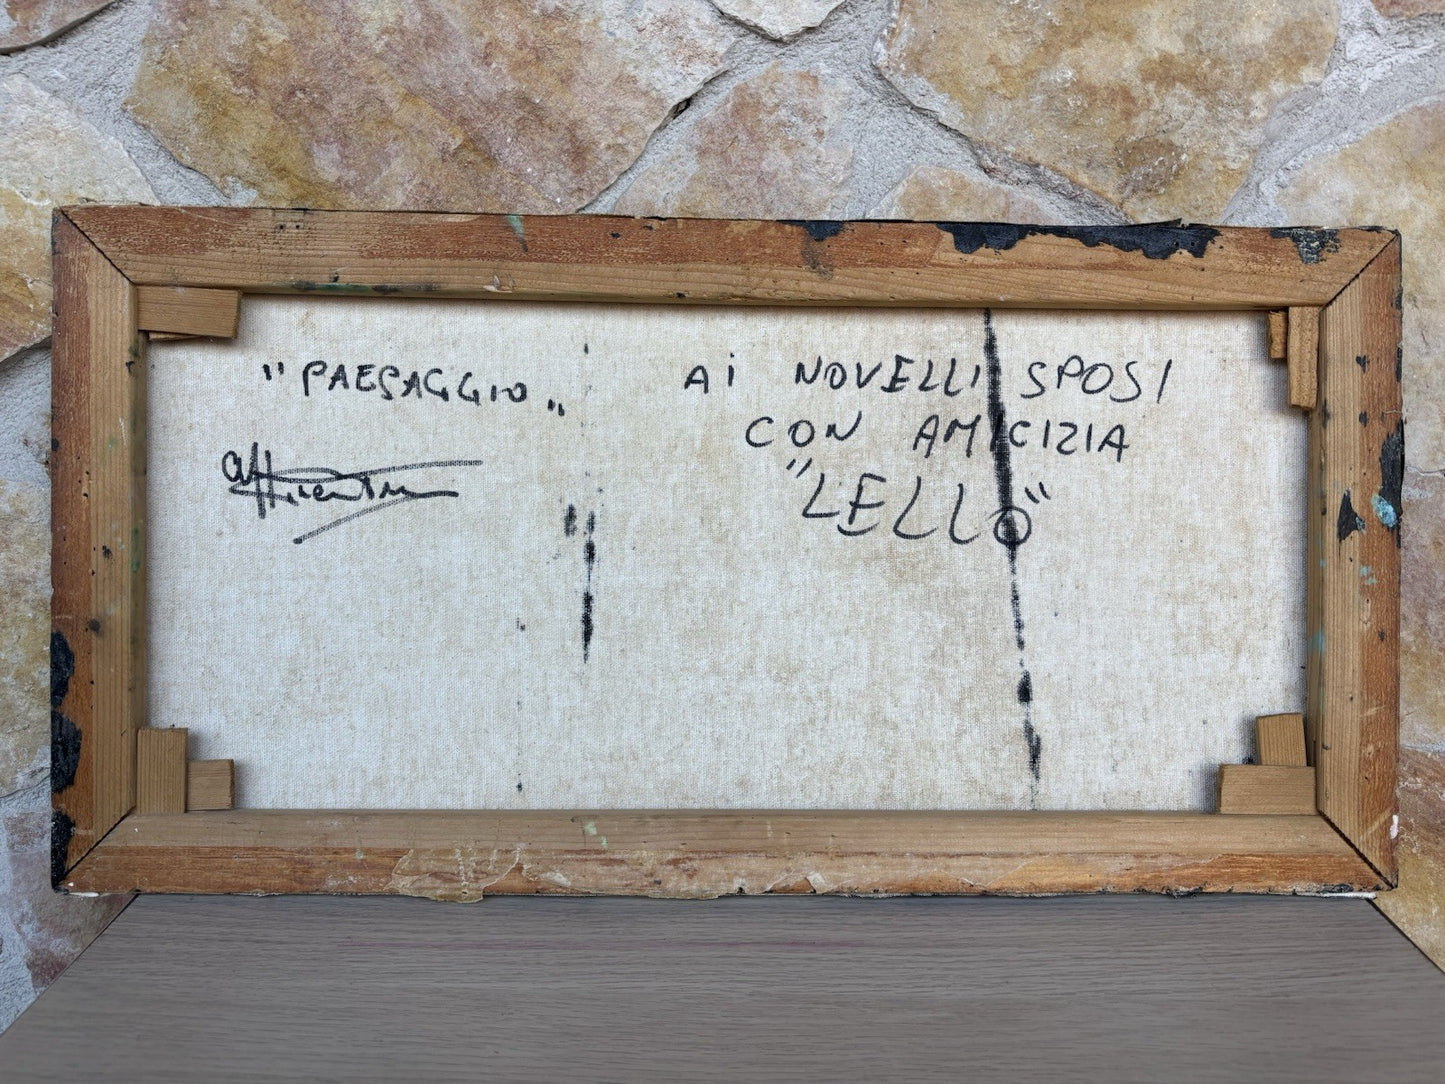 "PAESAGGIO"
AI NOVELLI SPOSI
CON AMICIZIA
"LELLO"